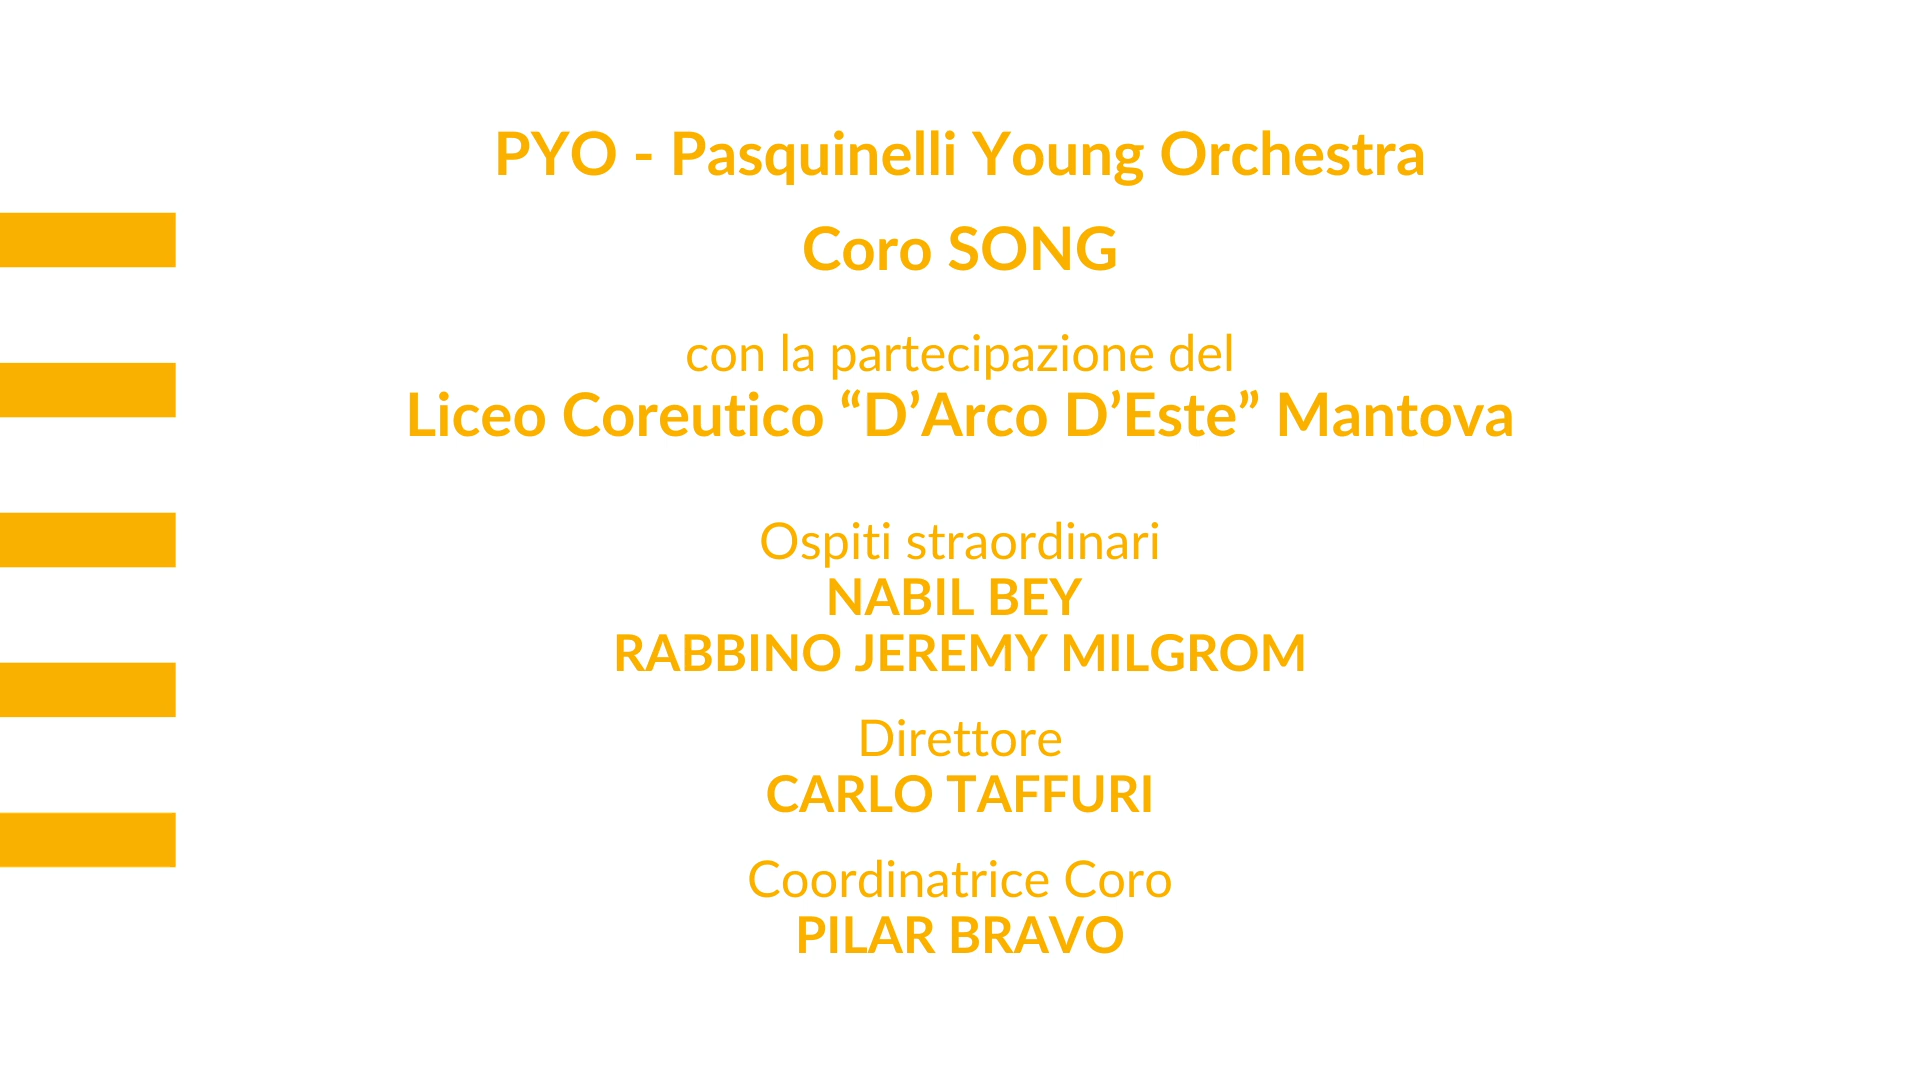 PYO - Pasquinelli Young Orchestra
Coro SONG
con la partecipazione del
Liceo Coreutico “D’Arco D’Este” Mantova
Ospiti straordinari
NABIL BEY
RABBINO JEREMY MILGROM
Direttore
CARLO TAFFURI
Coordinatrice Coro
PILAR BRAVO